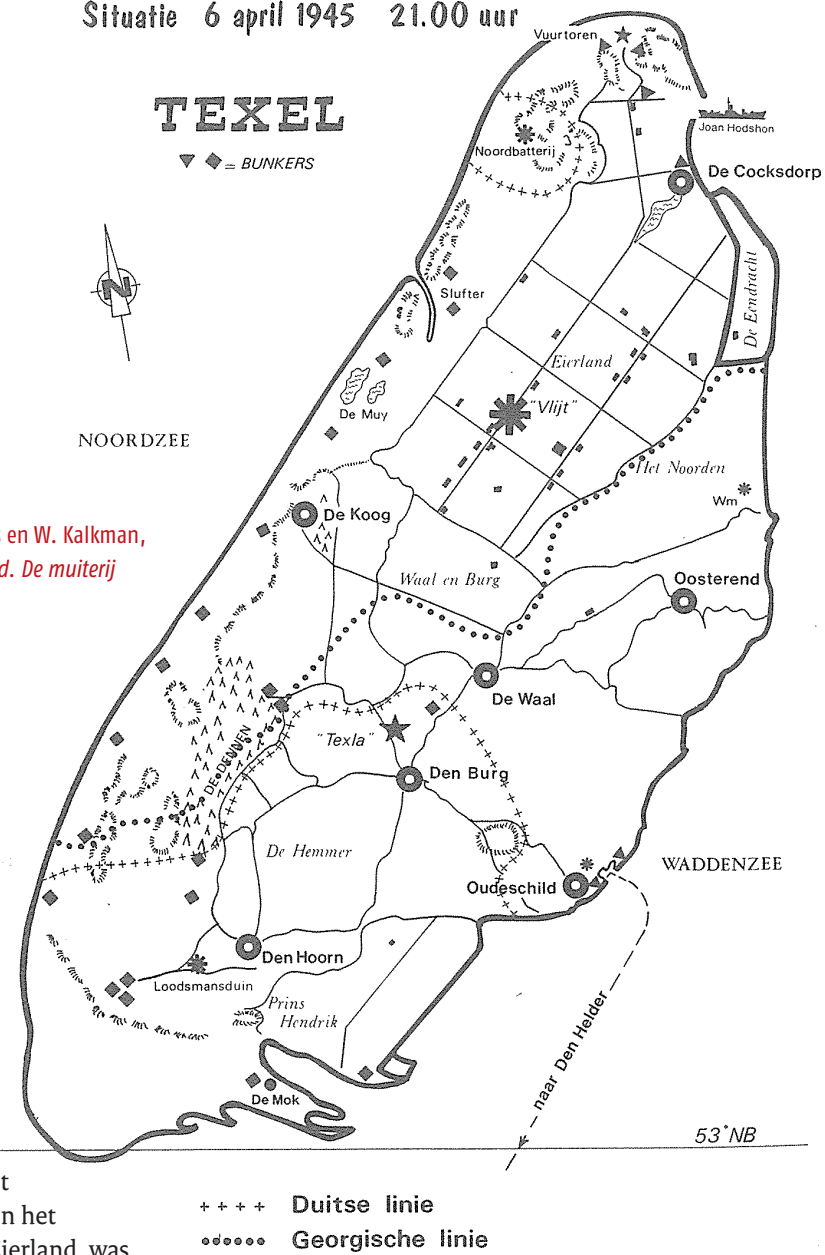 Situatie 6 april 1945 21.00 uur
Vuurtoren
TEXEL
Joan Hodshon
= BUNKERS
Noordbatterij
De Cocksdorp
N
Slufter
De Eendracht
Eierland
"Vlijt"
De Muy
NOORDZEE
Het Noorden
Wm
De Koog
en W. Kalkman,
d. De muiterij
Waal en Burg
Oosterend
De Waal
"Texla"
DE DENNEN
Den Burg
De Hemmer
WADDENZEE
Oudeschild
Den Hoorn
Loodsmansduin
Prins
Hendrik
naar Den Helder
De Mok
53°NB
t
n het
ierland, was
++++ Duitse linie
Georgische linie